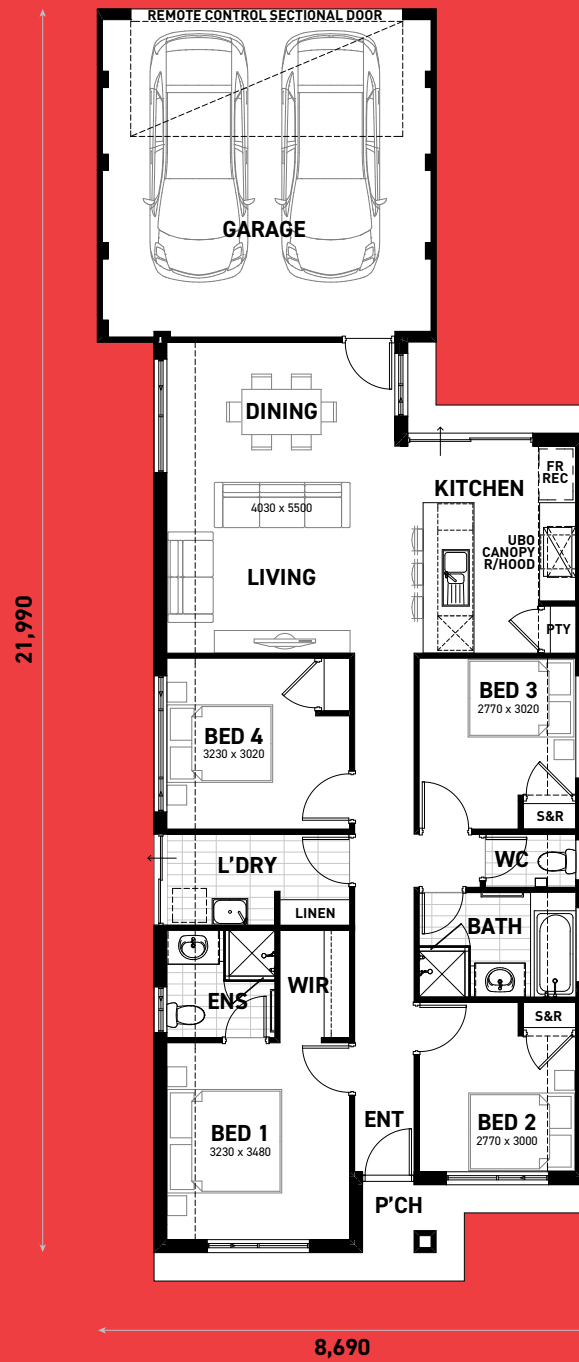 REMOTE CONTROL SECTIONAL DOOR
GARAGE
DINING
KITCHEN
FR
REC
4030 x 5500
UBO
CANOPY
R/HOOD
LIVING
21,990
PTY
BED 3
2770 x 3020
BED 4
3230 x 3020
S&R
WC
L'DRY
LINEN
BATH
WIR
ENS
S&R
ENT
BED 2
2770 x 3000
BED 1
3230 x 3480
P'CH
8,690